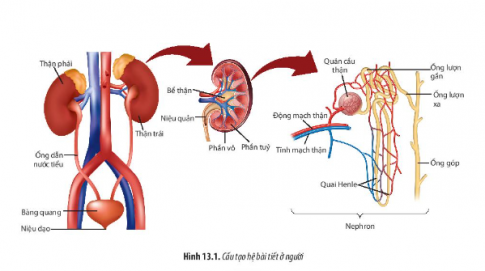 Thận phải
Thận trái
Ống dẫn
nước tiểu
Bàng quang
Niệu đạo
Bể thận
Niệu quản
Phần vỏ
Phần tuỷ
Quản cầu
thận
Động mạch thận
Tĩnh mạch thận
Quai Henle
Ống lượn
gần
Ống lượn
xa
Ống góp
Nephron
Hình 13.1. Cấu tạo hệ bài tiết ở người